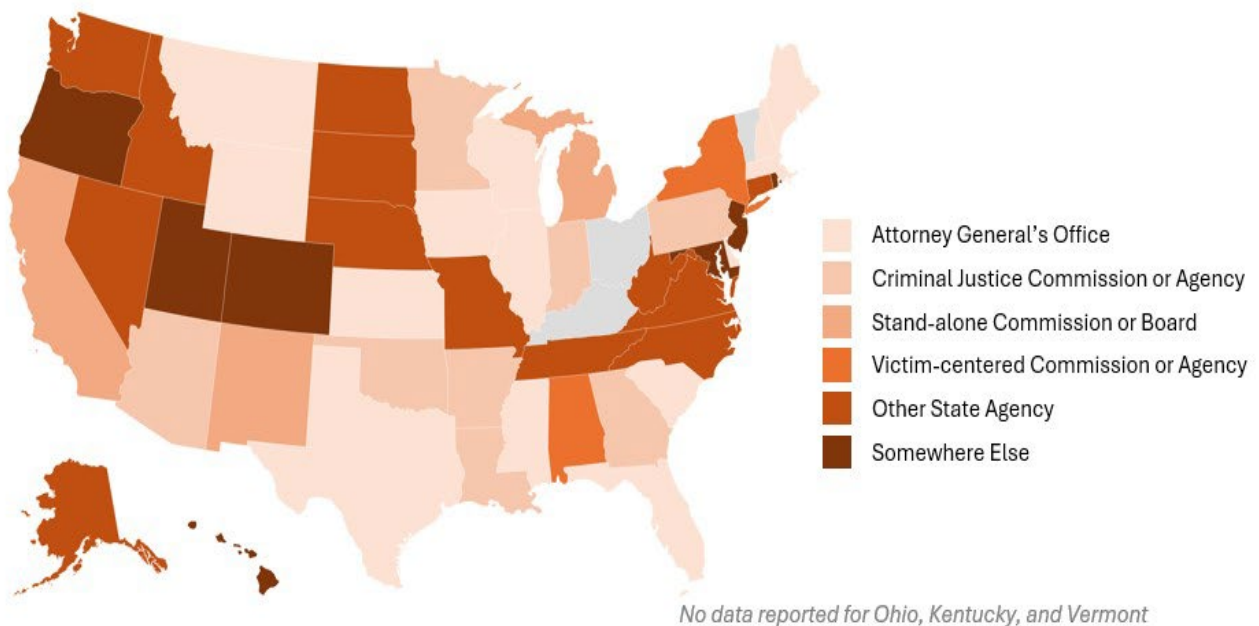 Attorney General's Office
Criminal Justice Commission or Agency
Stand-alone Commission or Board
Victim-centered Commission or Agency
Other State Agency
Somewhere Else
No data reported for Ohio, Kentucky, and Vermont